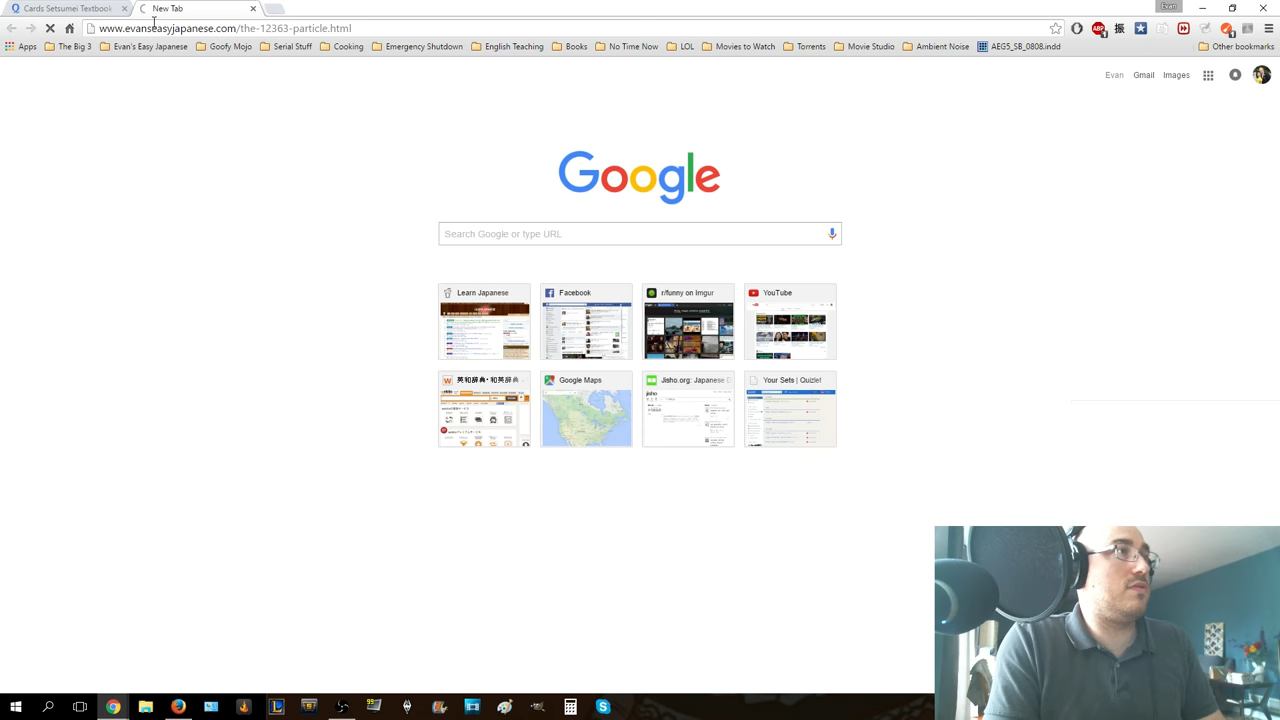 Cards Setsumei Textbook
New Tab
Evan
www.evanseasyjapanese.com/the-12363-particle.html
Apps
The Big 3
Evan's Easy Japanese
Goofy Mojo
Serial Stuff
Cooking
Emergency Shutdown
English Teaching
Books
No Time Now
LOL
Movies to Watch
Torrents
Movie Studio
Ambient Noise
AEG5_SB_0808.indd
Other bookmarks
Evan
Gmail
Images
Google
Search Google or type URL
Learn Japanese
Facebook
r/funny on Imgur
YouTube
英和辞典・和英辞典
Google Maps
Jisho.org: Japanese D
Your Sets | Quizlet